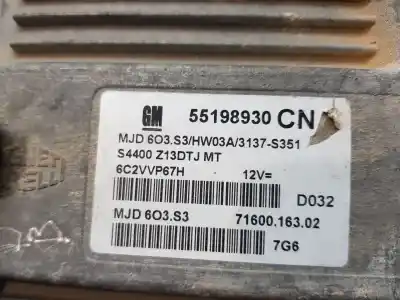 GM 55198930 CN
MJD 6O3.S3/HW03A/3137-S351
S4400 Z13DTJ MT
6C2VVP67H 12V=
D032
MJD 6O3.S3 71600.163.02
7G6